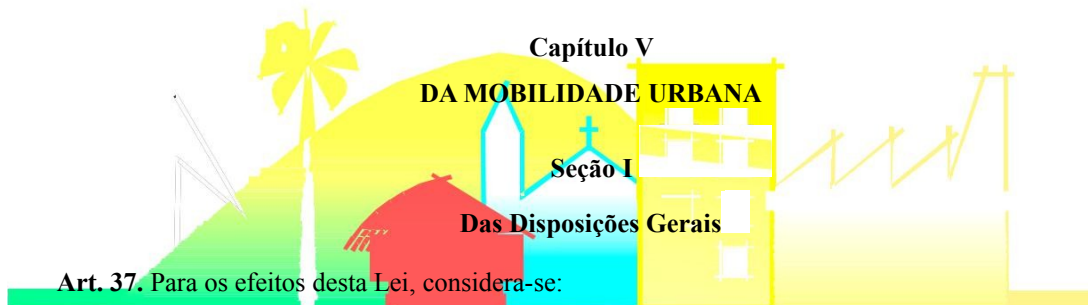 Capítulo V
DA MOBILIDADE URBANA
Seção I
Das Disposições Gerais
Art. 37. Para os efeitos desta Lei, considera-se: